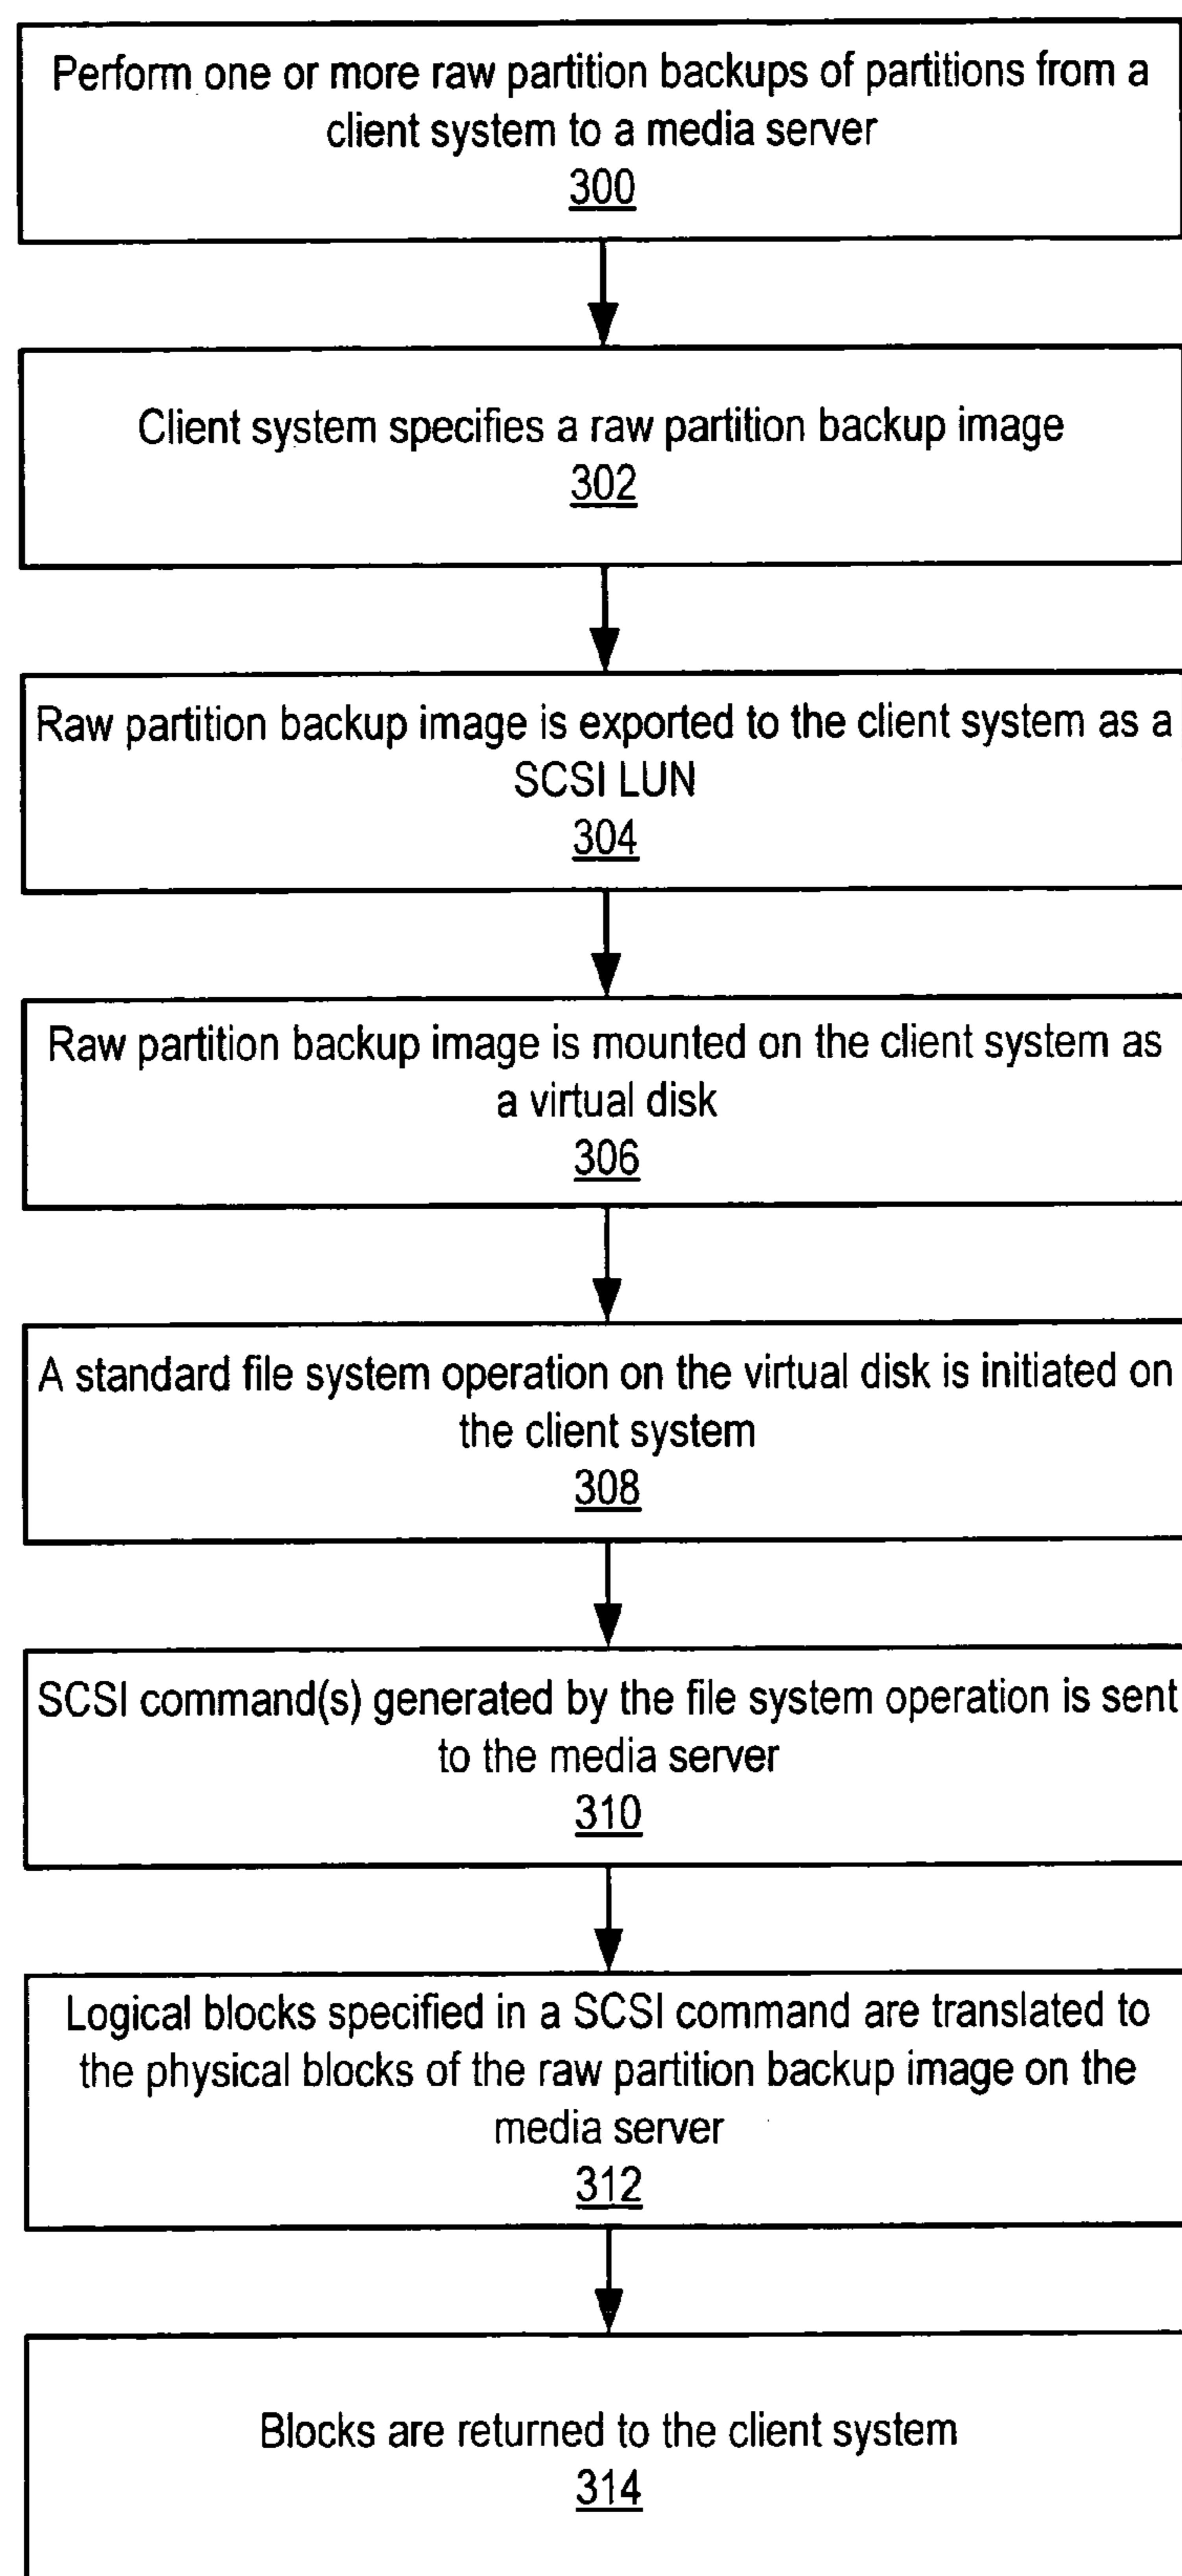 Perform one or more raw partition backups of partitions from a
client system to a media server
300
Client system specifies a raw partition backup image
302
Raw partition backup image is exported to the client system as a
SCSI LUN
304
Raw partition backup image is mounted on the client system as
a virtual disk
306
A standard file system operation on the virtual disk is initiated on
the client system
308
SCSI command(s) generated by the file system operation is sent
to the media server
310
Logical blocks specified in a SCSI command are translated to
the physical blocks of the raw partition backup image on the
media server
312
Blocks are returned to the client system
314